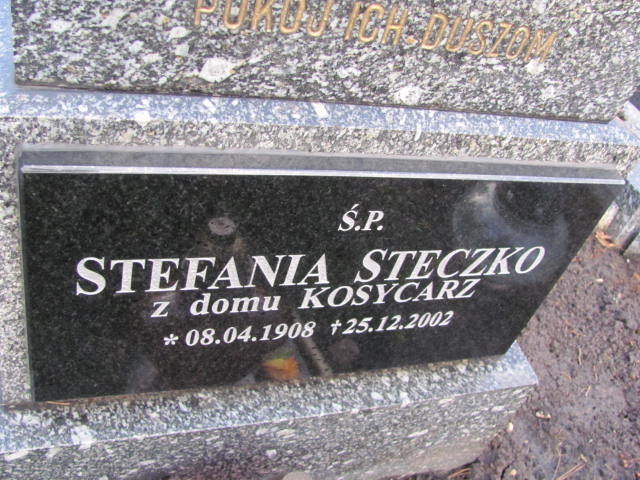 POKÓJ ICH DUSZOM
Ś.P.
STEFANIA STECZKO
z domu KOSYCARZ
* 08.04.1908 † 25.12.2002